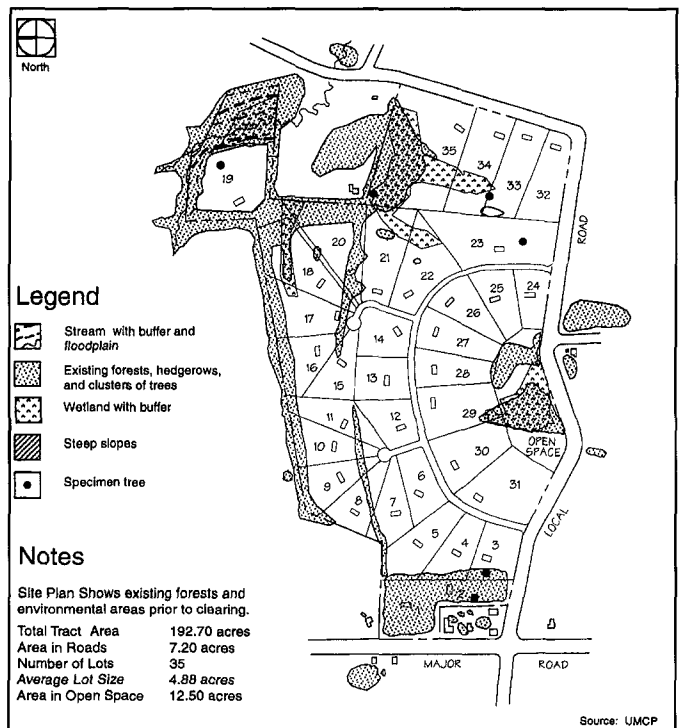 North
35
34
33
32
19
ROAD
23
20
21
22
18
25
24
26
17
14
27
16
28
13
15
29
11
12
OPEN
SPACE
10
30
6
9
31
8
7
5
4
3
LOCAL
MAJOR ROAD
Legend
Stream with buffer and
floodplain
Existing forests, hedgerows,
and clusters of trees
Wetland with buffer
Steep slopes
Specimen tree
Notes
Site Plan Shows existing forests and
environmental areas prior to clearing.
Total Tract Area 192.70 acres
Area in Roads 7.20 acres
Number of Lots 35
Average Lot Size 4.88 acres
Area in Open Space 12.50 acres
Source: UMCP